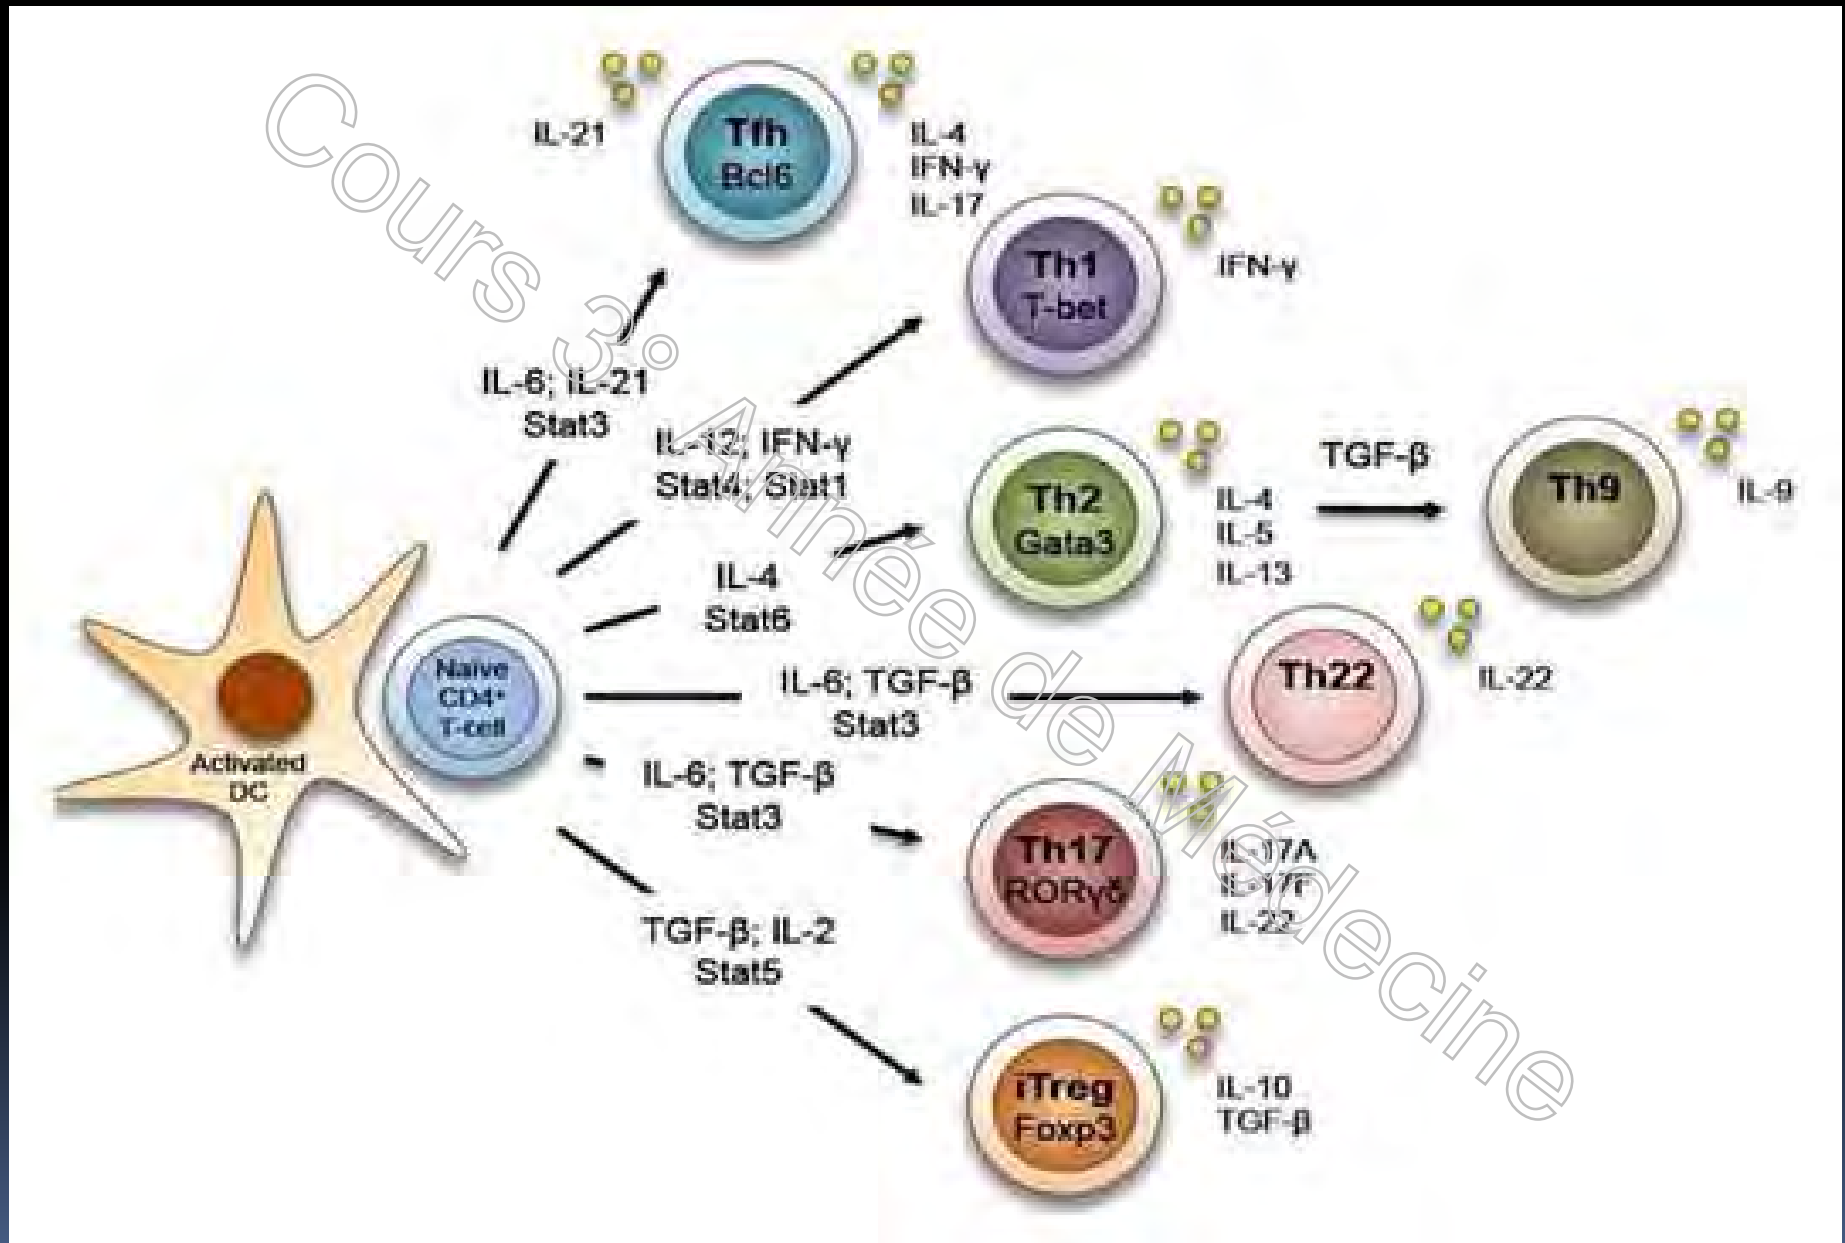 IL-21
Tfh
Bcl6
IL-4
IFN-γ
IL-17
Th1
T-bet
IFN-γ
IL-6; IL-21
Stat3
IL-12; IFN-γ
Stat4; Stat1
Th2
Gata3
IL-4
IL-5
IL-13
TGF-β
Th9
IL-9
IL-4
Stat6
Naive
CD4+
T-cell
Activated
DC
IL-6; TGF-β
Stat3
Th22
IL-22
IL-6; TGF-β
Stat3
Th17
RORγδ
IL-17A
IL-17F
IL-22
TGF-β; IL-2
Stat5
iTreg
Foxp3
IL-10
TGF-β
Cours 3° Année de Médecine